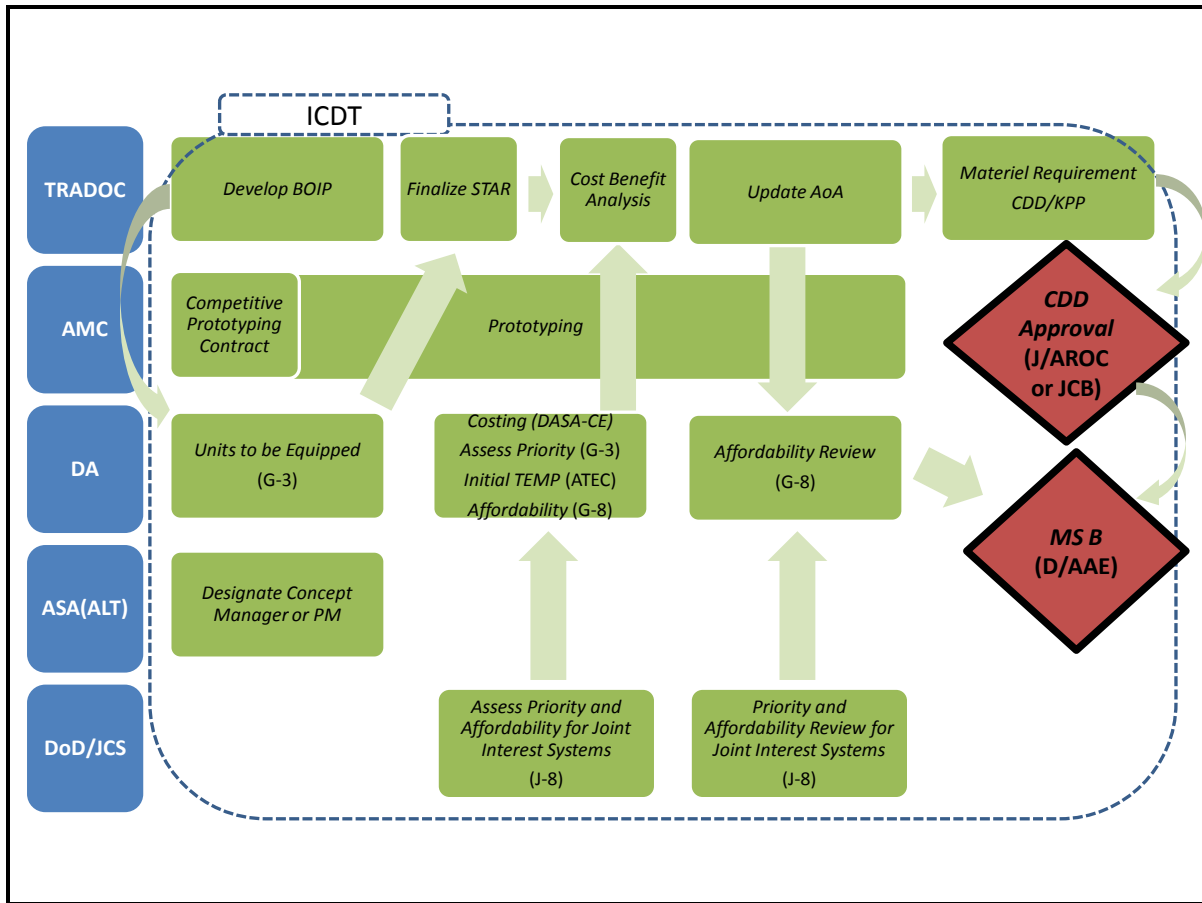 ICDT
TRADOC
Develop BOIP
Finalize STAR
Cost Benefit
Analysis
Update AoA
Materiel Requirement
CDD/KPP
AMC
Competitive
Prototyping
Contract
Prototyping
CDD
Approval
(J/AROC
or JCB)
DA
Units to be Equipped
(G-3)
Costing (DASA-CE)
Assess Priority (G-3)
Initial TEMP (ATEC)
Affordability (G-8)
Affordability Review
(G-8)
MS B
(D/AAE)
ASA(ALT)
Designate Concept
Manager or PM
DoD/JCS
Assess Priority and
Affordability for Joint
Interest Systems
(J-8)
Priority and
Affordability Review for
Joint Interest Systems
(J-8)